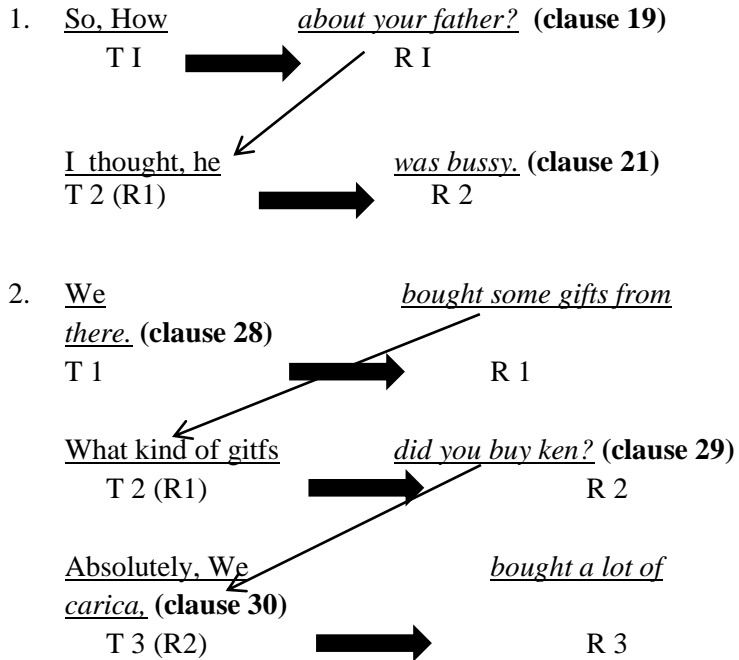 1. So, How about your father? (clause 19)
T I R I
I thought, he was bussy. (clause 21)
T 2 (R1) R 2
2. We bought some gifts from
there. (clause 28)
T 1 R 1
What kind of gitfs did you buy ken? (clause 29)
T 2 (R1) R 2
Absolutely, We bought a lot of
carica, (clause 30)
T 3 (R2) R 3